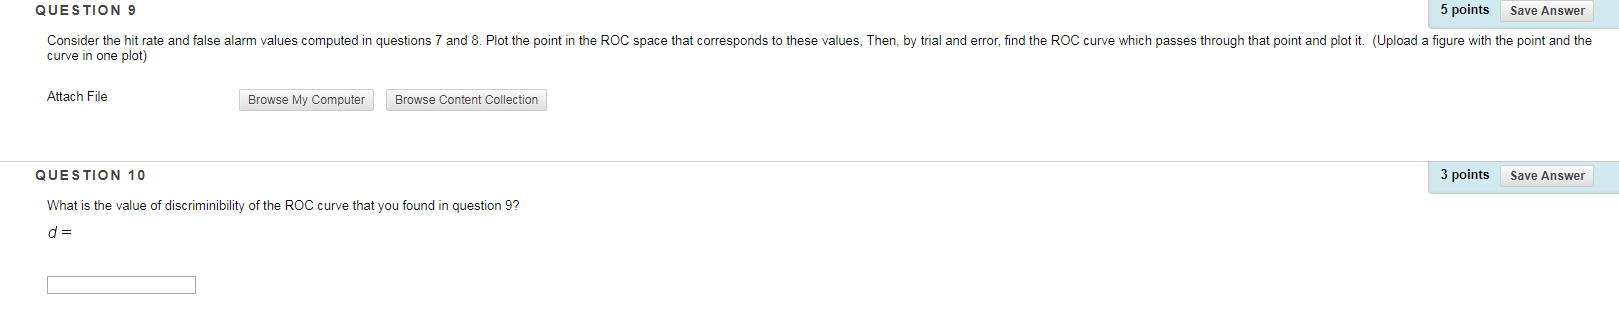 QUESTION 9
5 points
Save Answer
Consider the hit rate and false alarm values computed in questions 7 and 8. Plot the point in the ROC space that corresponds to these values, Then, by trial and error, find the ROC curve which passes through that point and plot it.  (Upload a figure with the point and the
curve in one plot)
Attach File
Browse My Computer
Browse Content Collection
QUESTION 10
3 points
Save Answer
What is the value of discriminibility of the ROC curve that you found in question 9?
d =